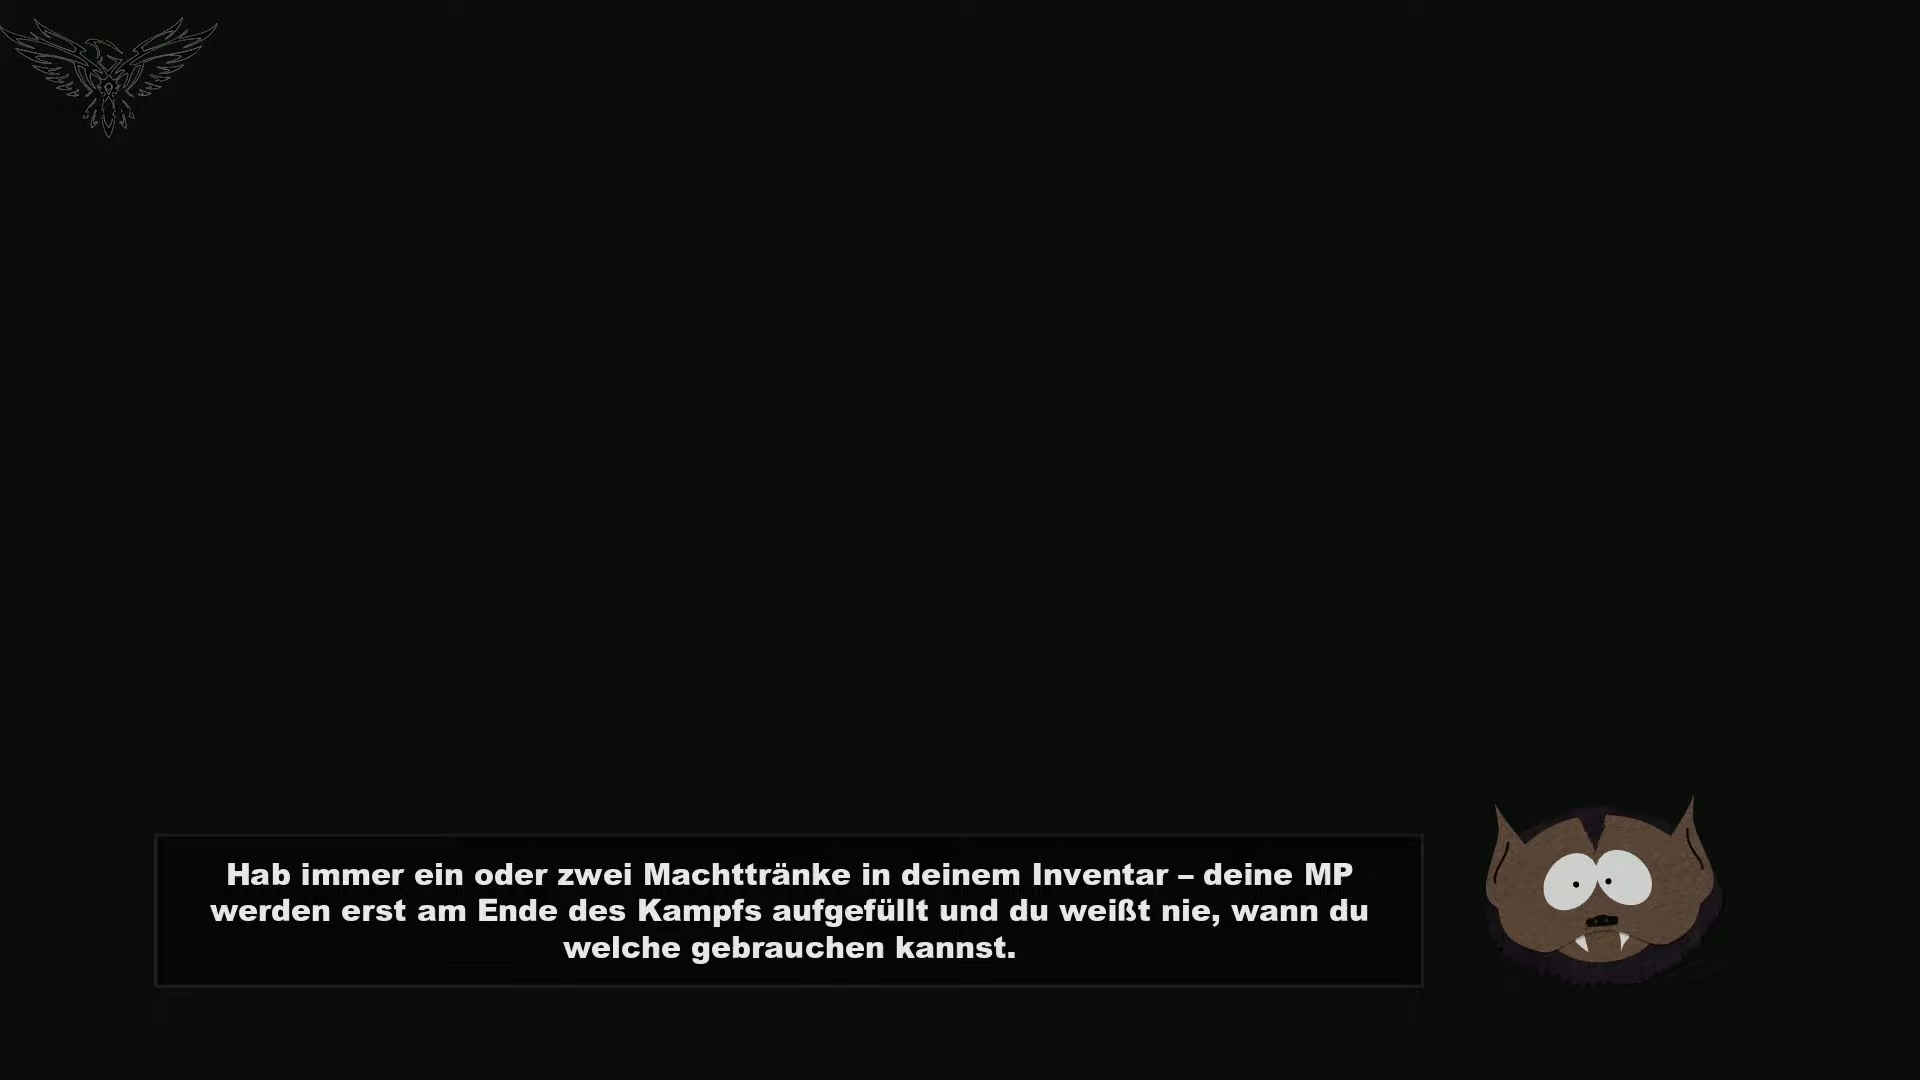 Hab immer ein oder zwei Machttränke in deinem Inventar – deine MP
werden erst am Ende des Kampfs aufgefüllt und du weißt nie, wann du
welche gebrauchen kannst.